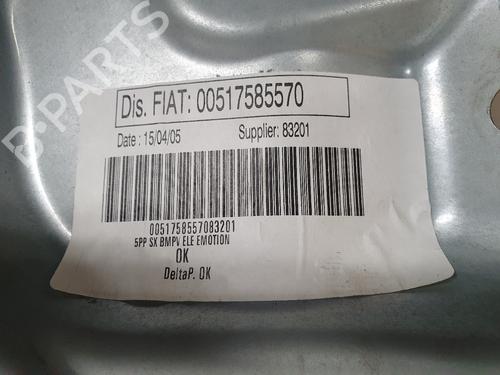 B-PARTS
Dis. FIAT: 00517585570
Date : 15/04/05 Supplier: 83201
0051758557083201
5PP SX BMPV ELE EMOTION
OK
DeltaP. OK